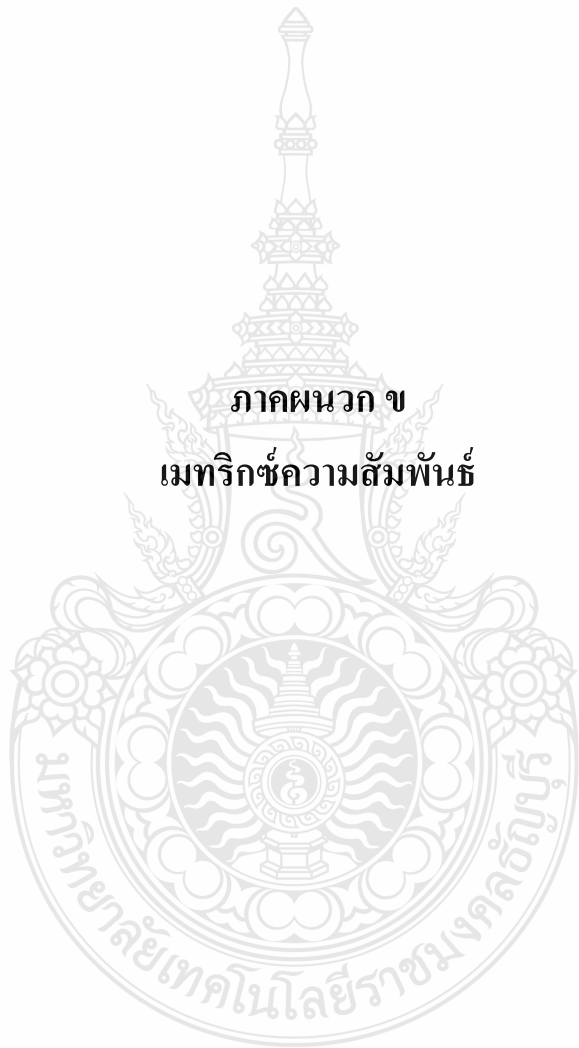 ภาคผนวก ข
เมทริกซ์ความสัมพันธ์
มหาวิทยาลัยเทคโนโลยีราชมงคลธัญบุรี